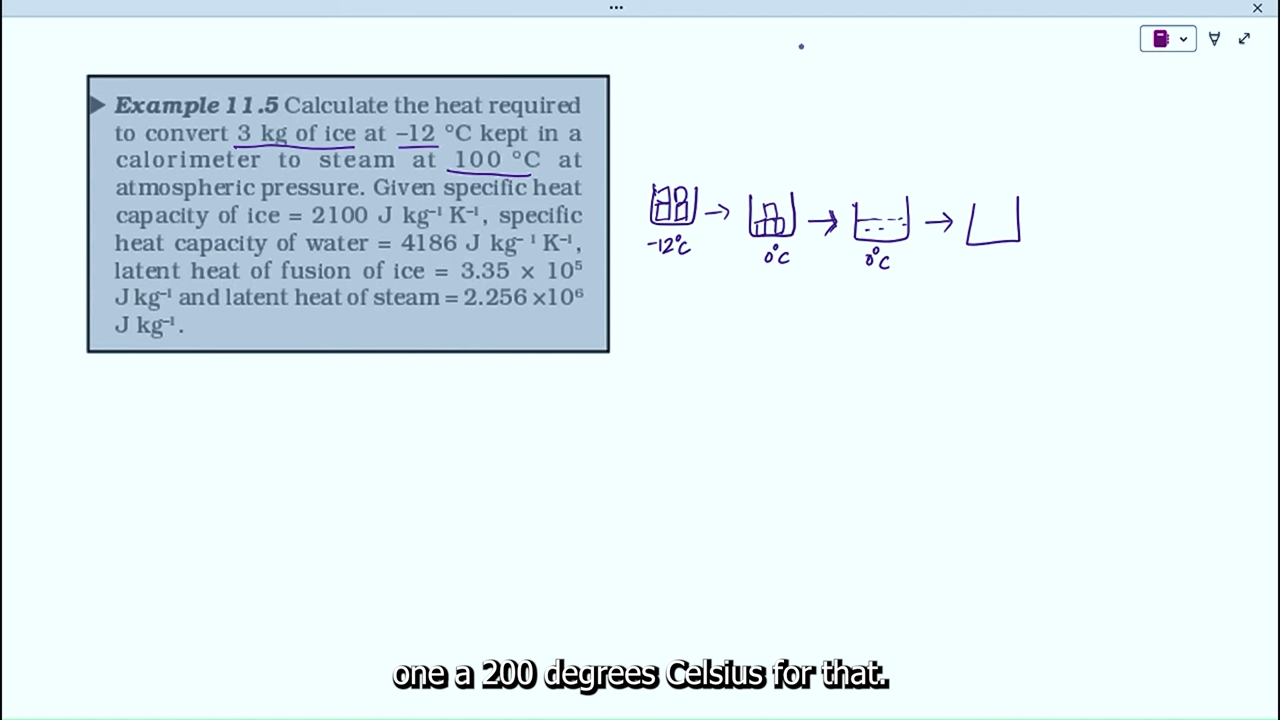 Example 11.5 Calculate the heat required
to convert 3 kg of ice at –12 °C kept in a
calorimeter to steam at 100 °C at
atmospheric pressure. Given specific heat
capacity of ice = 2100 J kg⁻¹ K⁻¹, specific
heat capacity of water = 4186 J kg⁻ ¹ K⁻¹,
latent heat of fusion of ice = 3.35 × 10⁵
J kg⁻¹ and latent heat of steam = 2.256 ×10⁶
J kg⁻¹.
-12°C
0°C
0°C
one a 200 degrees Celsius for that.